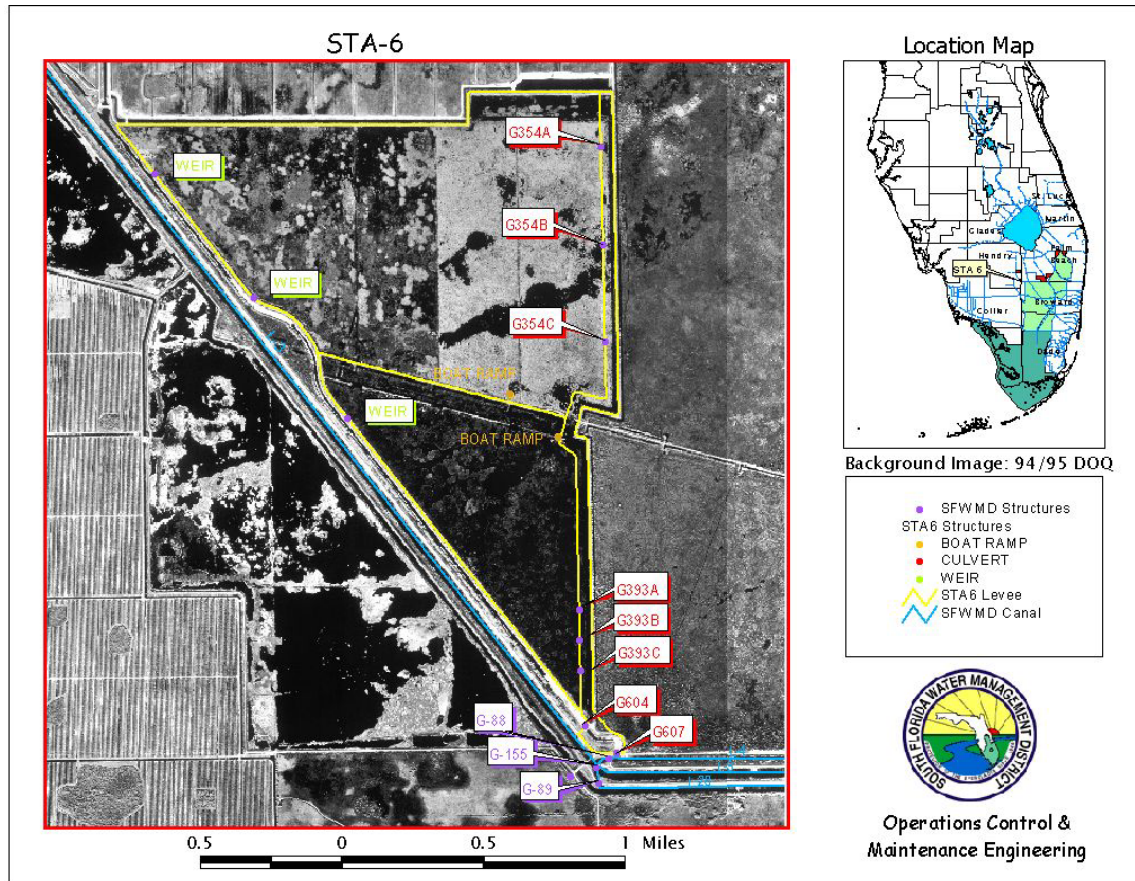 STA-6
WEIR
WEIR
WEIR
G354A
G354B
G354C
BOAT RAMP
BOAT RAMP
G393A
G393B
G393C
G604
G607
G-88
G-155
G-89
0.5 0 0.5 1 Miles
Location Map
St. Lucie
Martin
Glades
Hendry
Palm
Beach
STA 6
Broward
Collier
Dade
Background Image: 94/95 DOQ
SFWMD Structures
STA6 Structures
BOAT RAMP
CULVERT
WEIR
STA6 Levee
SFWMD Canal
SOUTH FLORIDA WATER MANAGEMENT DISTRICT
Operations Control &
Maintenance Engineering